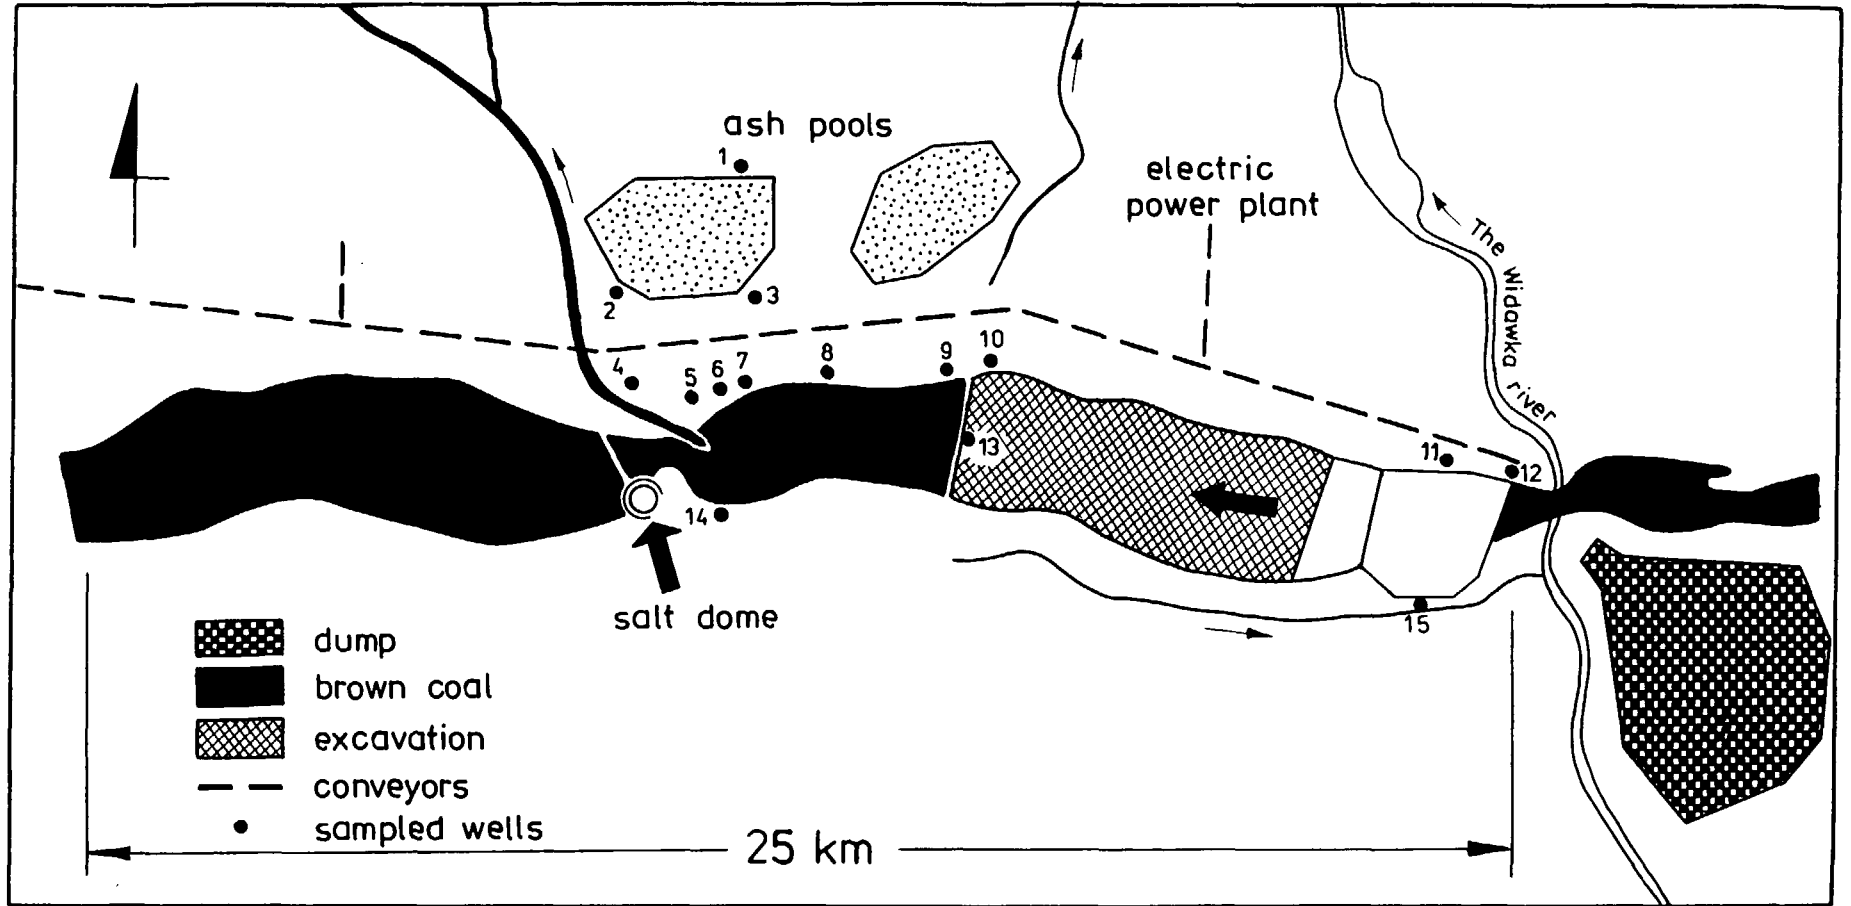 ash pools
1
electric
power plant
The Widawka river
2
3
4
5
6
7
8
9
10
11
12
13
14
15
salt dome
dump
brown coal
excavation
conveyors
sampled wells
25 km